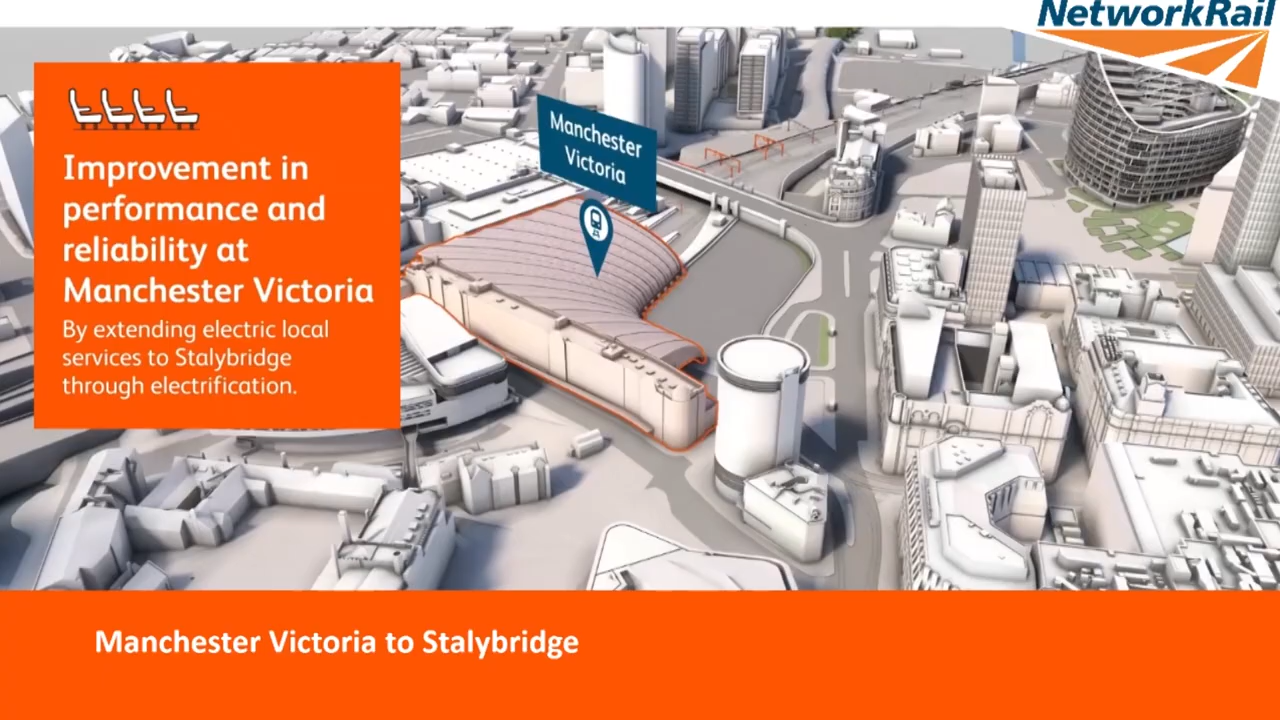 NetworkRail
Improvement in
performance and
reliability at
Manchester Victoria
By extending electric local
services to Stalybridge
through electrification.
Manchester
Victoria
Manchester Victoria to Stalybridge